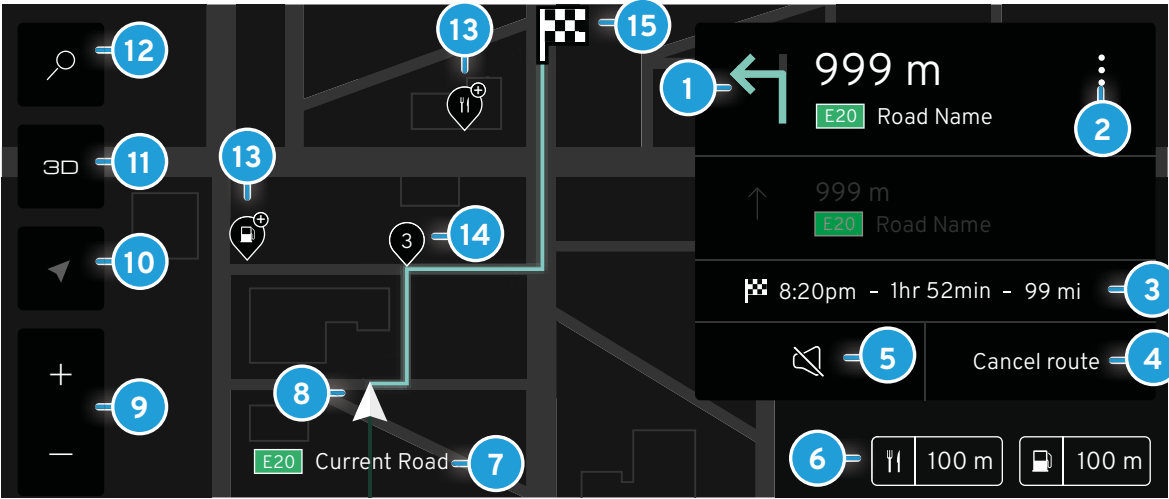 12
13
15
1
999 m
E20 Road Name
2
3D
11
13
999 m
E20 Road Name
3
14
10
8:20pm - 1hr 52min - 99 mi
3
5
Cancel route
4
+
9
8
−
E20 Current Road
7
6
100 m
100 m